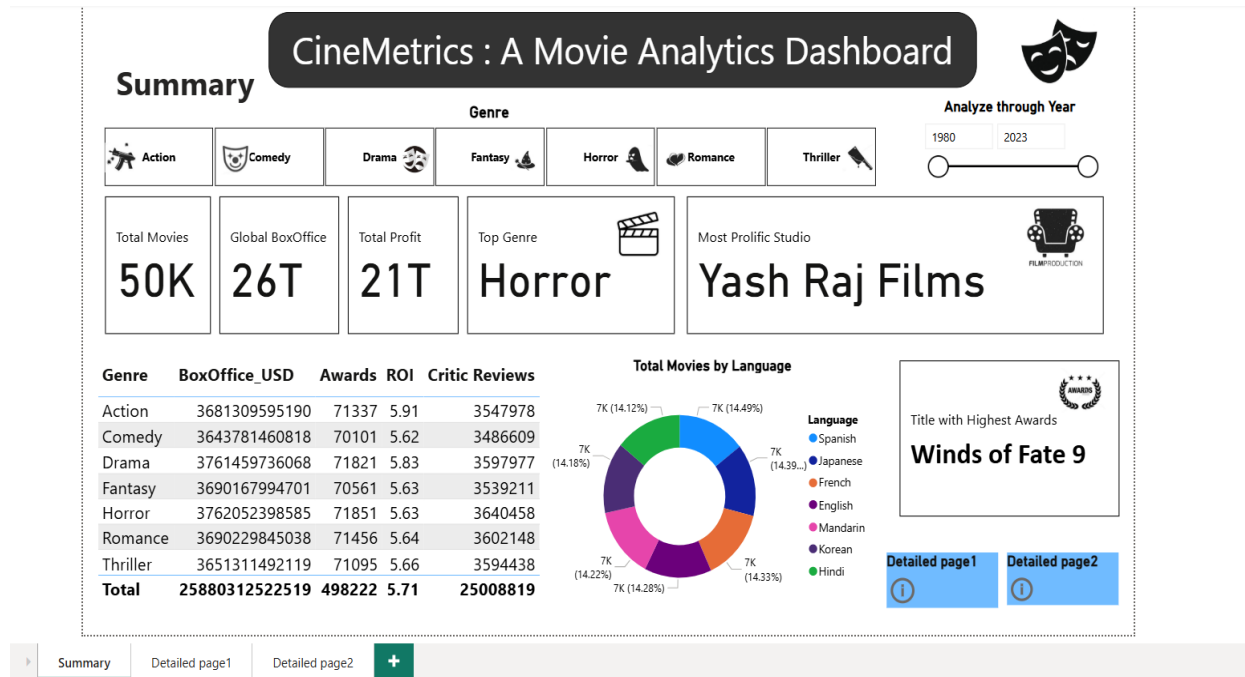 CineMetrics : A Movie Analytics Dashboard
Summary
Genre
Analyze through Year
1980 2023
Action Comedy Drama Fantasy Horror Romance Thriller
Total Movies
50K
Global BoxOffice
26T
Total Profit
21T
Top Genre
Horror
Most Prolific Studio
Yash Raj Films
FILMPRODUCTION
Genre BoxOffice_USD Awards ROI Critic Reviews
Action 3681309595190 71337 5.91 3547978
Comedy 3643781460818 70101 5.62 3486609
Drama 3761459736068 71821 5.83 3597977
Fantasy 3690167994701 70561 5.63 3539211
Horror 3762052398585 71851 5.63 3640458
Romance 3690229845038 71456 5.64 3602148
Thriller 3651311492119 71095 5.66 3594438
Total 25880312522519 498222 5.71 25008819
Total Movies by Language
7K (14.12%) 7K (14.49%)
7K
(14.18%)
7K
(14.39...)
7K
(14.22%)
7K
(14.33%)
7K (14.28%)
Language
Spanish
Japanese
French
English
Mandarin
Korean
Hindi
AWARDS
Title with Highest Awards
Winds of Fate 9
Detailed page1 Detailed page2
Summary Detailed page1 Detailed page2 +